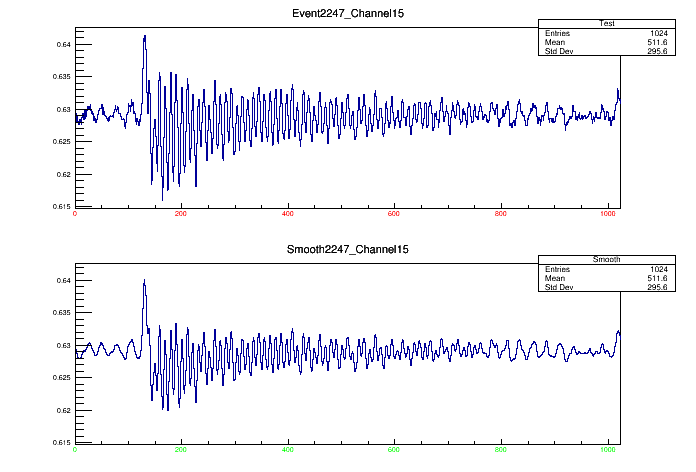 Event2247_Channel15
Test
Entries 1024
Mean 511.6
Std Dev 295.6
0.64
0.635
0.63
0.625
0.62
0.615
0 200 400 600 800 1000
Smooth2247_Channel15
Smooth
Entries 1024
Mean 511.6
Std Dev 295.6
0.64
0.635
0.63
0.625
0.62
0.615
0 200 400 600 800 1000